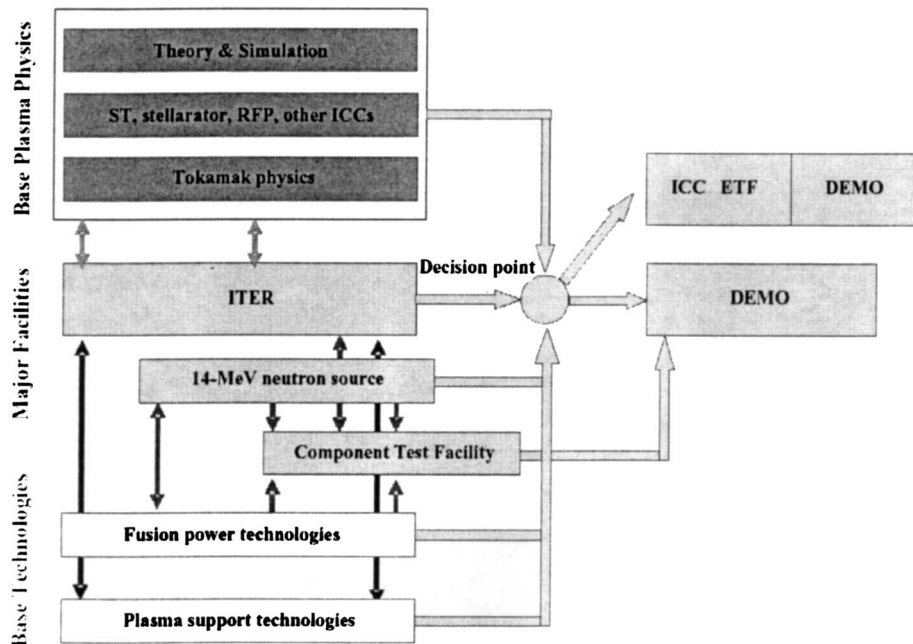 Base Plasma Physics
Theory & Simulation
ST, stellarator, RFP, other ICCs
Tokamak physics
ICC ETF
DEMO
Major Facilities
Decision point
ITER
DEMO
14-MeV neutron source
Component Test Facility
Base Technologies
Fusion power technologies
Plasma support technologies